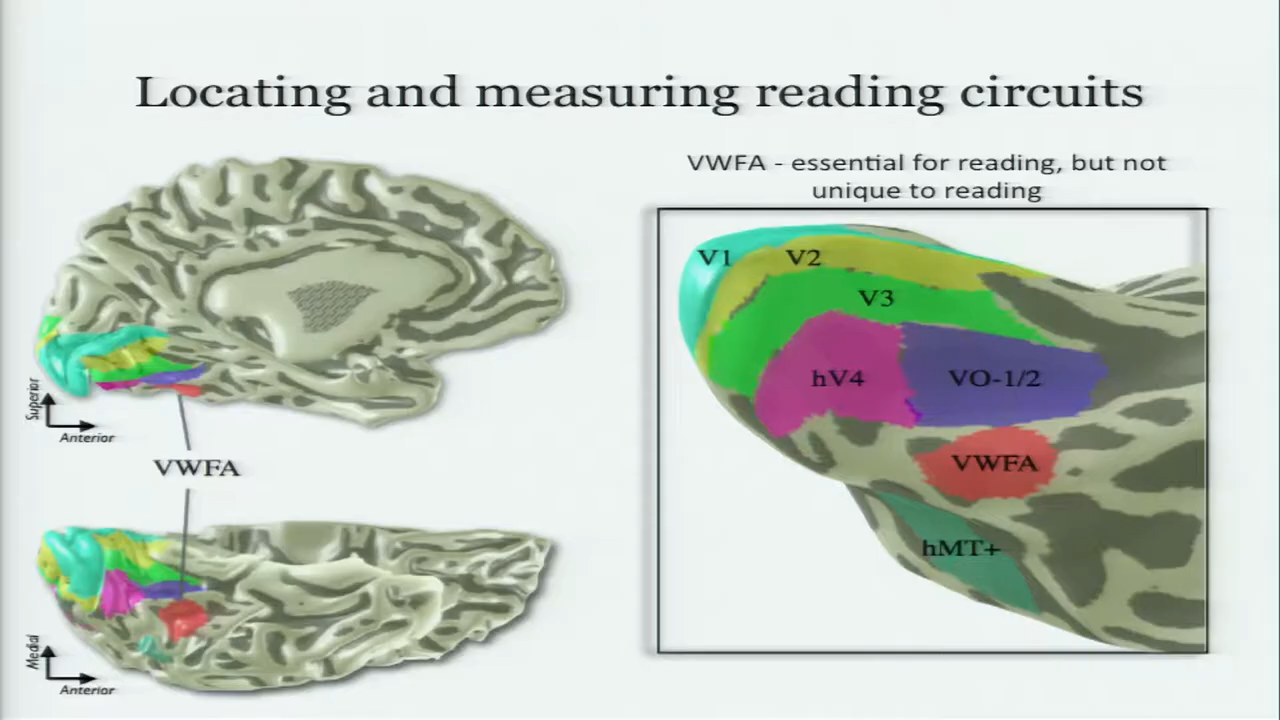 Locating and measuring reading circuits
VWFA - essential for reading, but not
unique to reading
V1
V2
V3
hV4
VO-1/2
VWFA
hMT+
Superior
Anterior
VWFA
Medial
Anterior